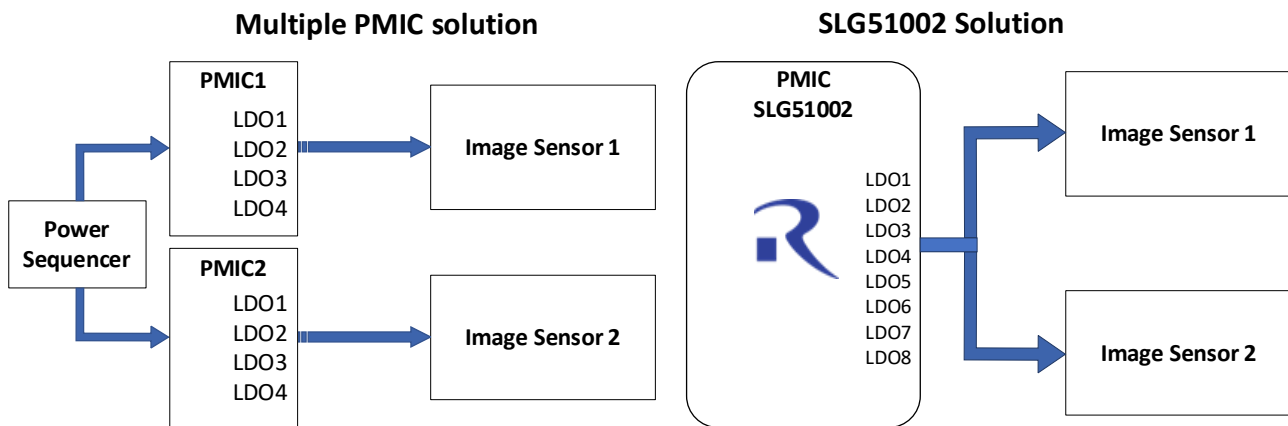 Multiple PMIC solution
PMIC1
LDO1
LDO2
LDO3
LDO4
Image Sensor 1
Power
Sequencer
PMIC2
LDO1
LDO2
LDO3
LDO4
Image Sensor 2
SLG51002 Solution
PMIC
SLG51002
LDO1
LDO2
LDO3
LDO4
LDO5
LDO6
LDO7
LDO8
Image Sensor 1
Image Sensor 2